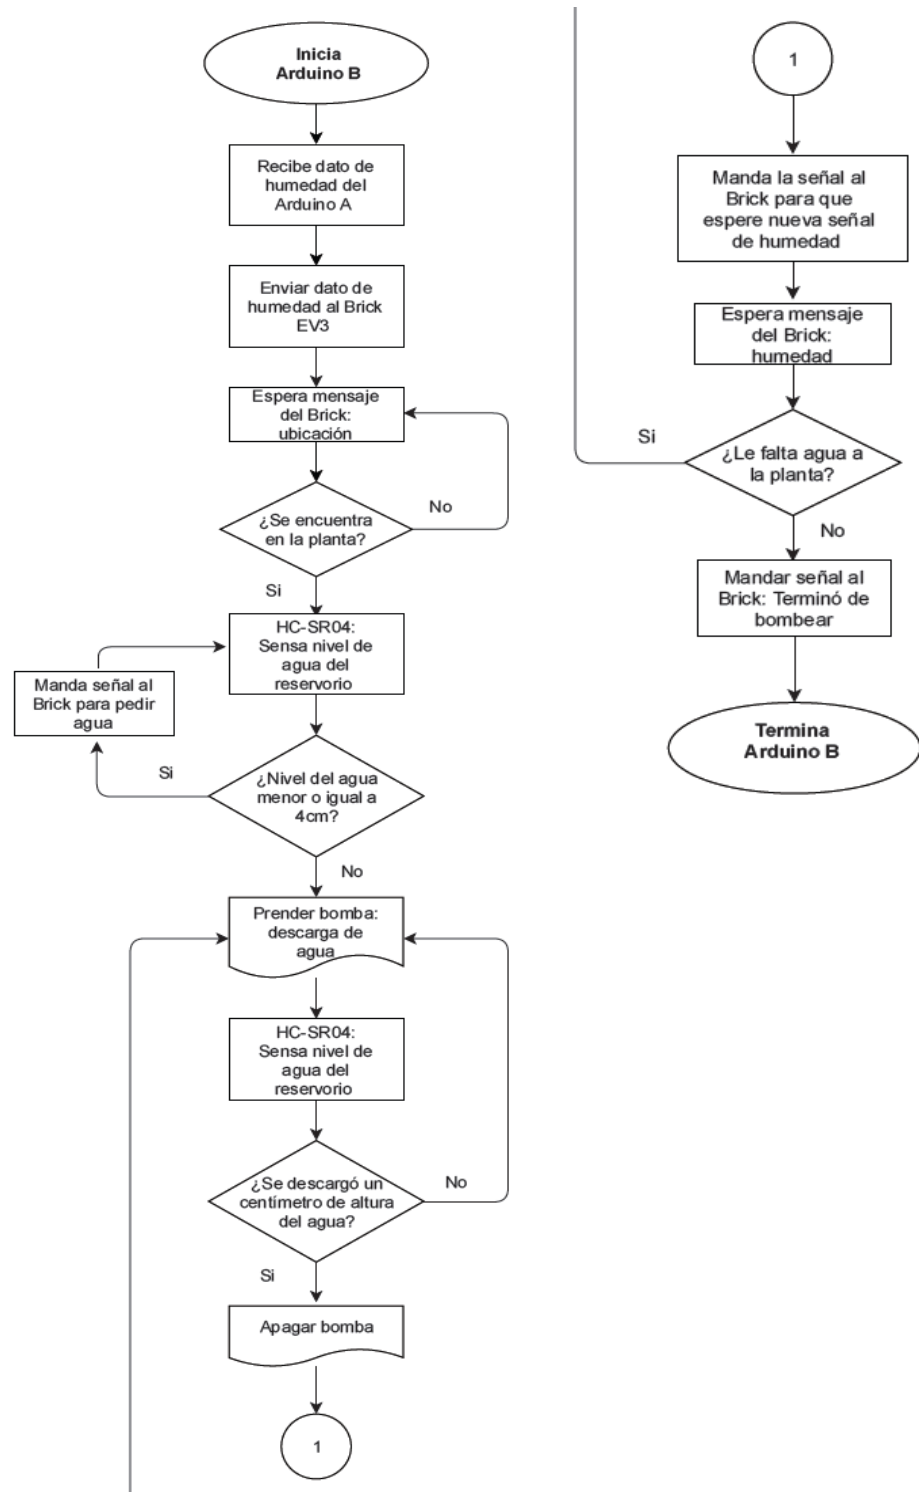 Inicia
Arduino B
Recibe dato de
humedad del
Arduino A
Enviar dato de
humedad al Brick
EV3
Espera mensaje
del Brick:
ubicación
¿Se encuentra
en la planta?
No
Si
HC-SR04:
Sensa nivel de
agua del
reservorio
Manda señal al
Brick para pedir
agua
Si
¿Nivel del agua
menor o igual a
4cm?
No
Prender bomba:
descarga de
agua
HC-SR04:
Sensa nivel de
agua del
reservorio
¿Se descargó un
centímetro de altura
del agua?
No
Si
Apagar bomba
1
1
Manda la señal al
Brick para que
espere nueva señal
de humedad
Espera mensaje
del Brick:
humedad
¿Le falta agua a
la planta?
Si
No
Mandar señal al
Brick: Terminó de
bombear
Termina
Arduino B